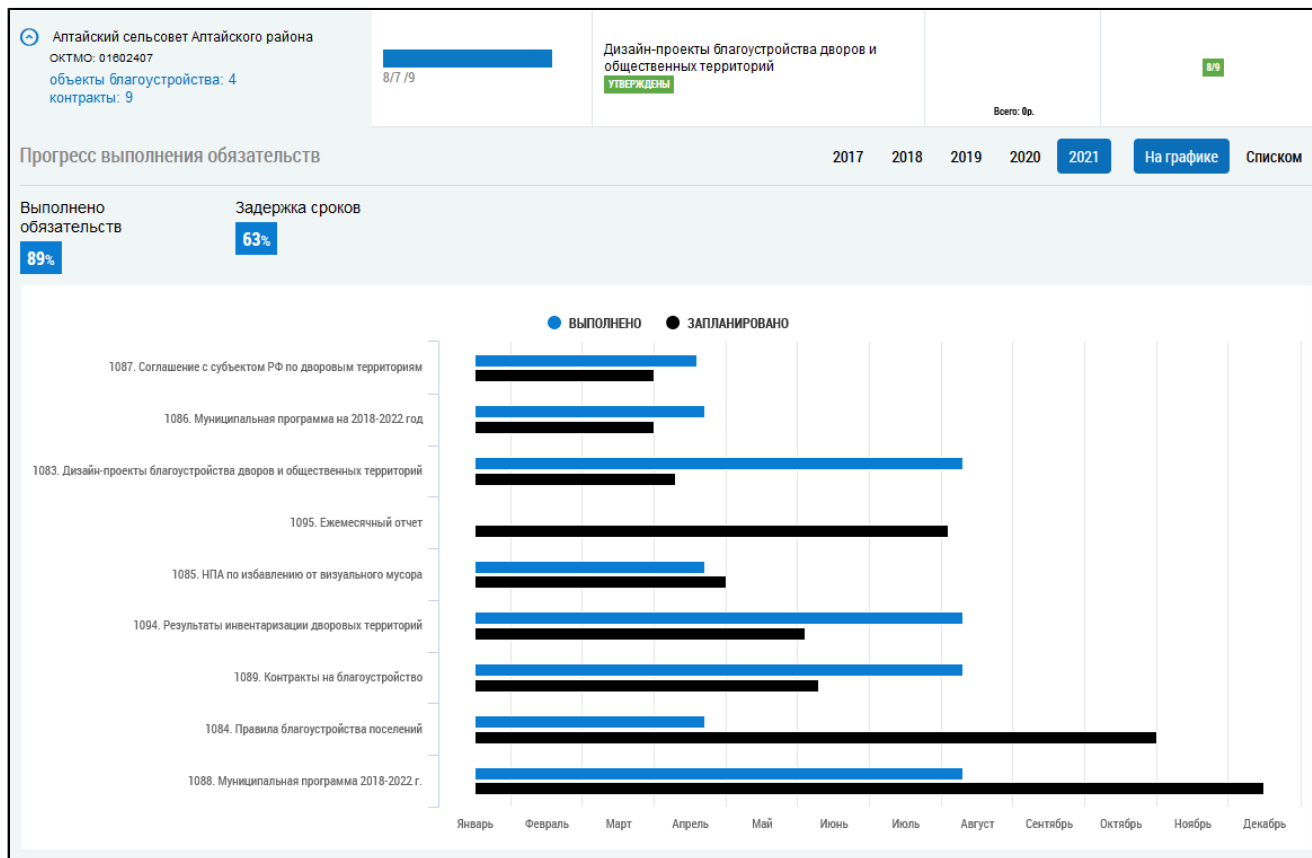 Алтайский сельсовет Алтайского района
ОКТМО: 01602407
объекты благоустройства: 4
контракты: 9
8/7 /9
Дизайн-проекты благоустройства дворов и
общественных территорий
УТВЕРЖДЕНЫ
Всего: 0р.
8/9
Прогресс выполнения обязательств
2017 2018 2019 2020 2021 На графике Списком
Выполнено
обязательств
89%
Задержка сроков
63%
ВЫПОЛНЕНО ЗАПЛАНИРОВАНО
1087. Соглашение с субъектом РФ по дворовым территориям
1086. Муниципальная программа на 2018-2022 год
1083. Дизайн-проекты благоустройства дворов и общественных территорий
1095. Ежемесячный отчет
1085. НПА по избавлению от визуального мусора
1094. Результаты инвентаризации дворовых территорий
1089. Контракты на благоустройство
1084. Правила благоустройства поселений
1088. Муниципальная программа 2018-2022 г.
Январь Февраль Март Апрель Май Июнь Июль Август Сентябрь Октябрь Ноябрь Декабрь